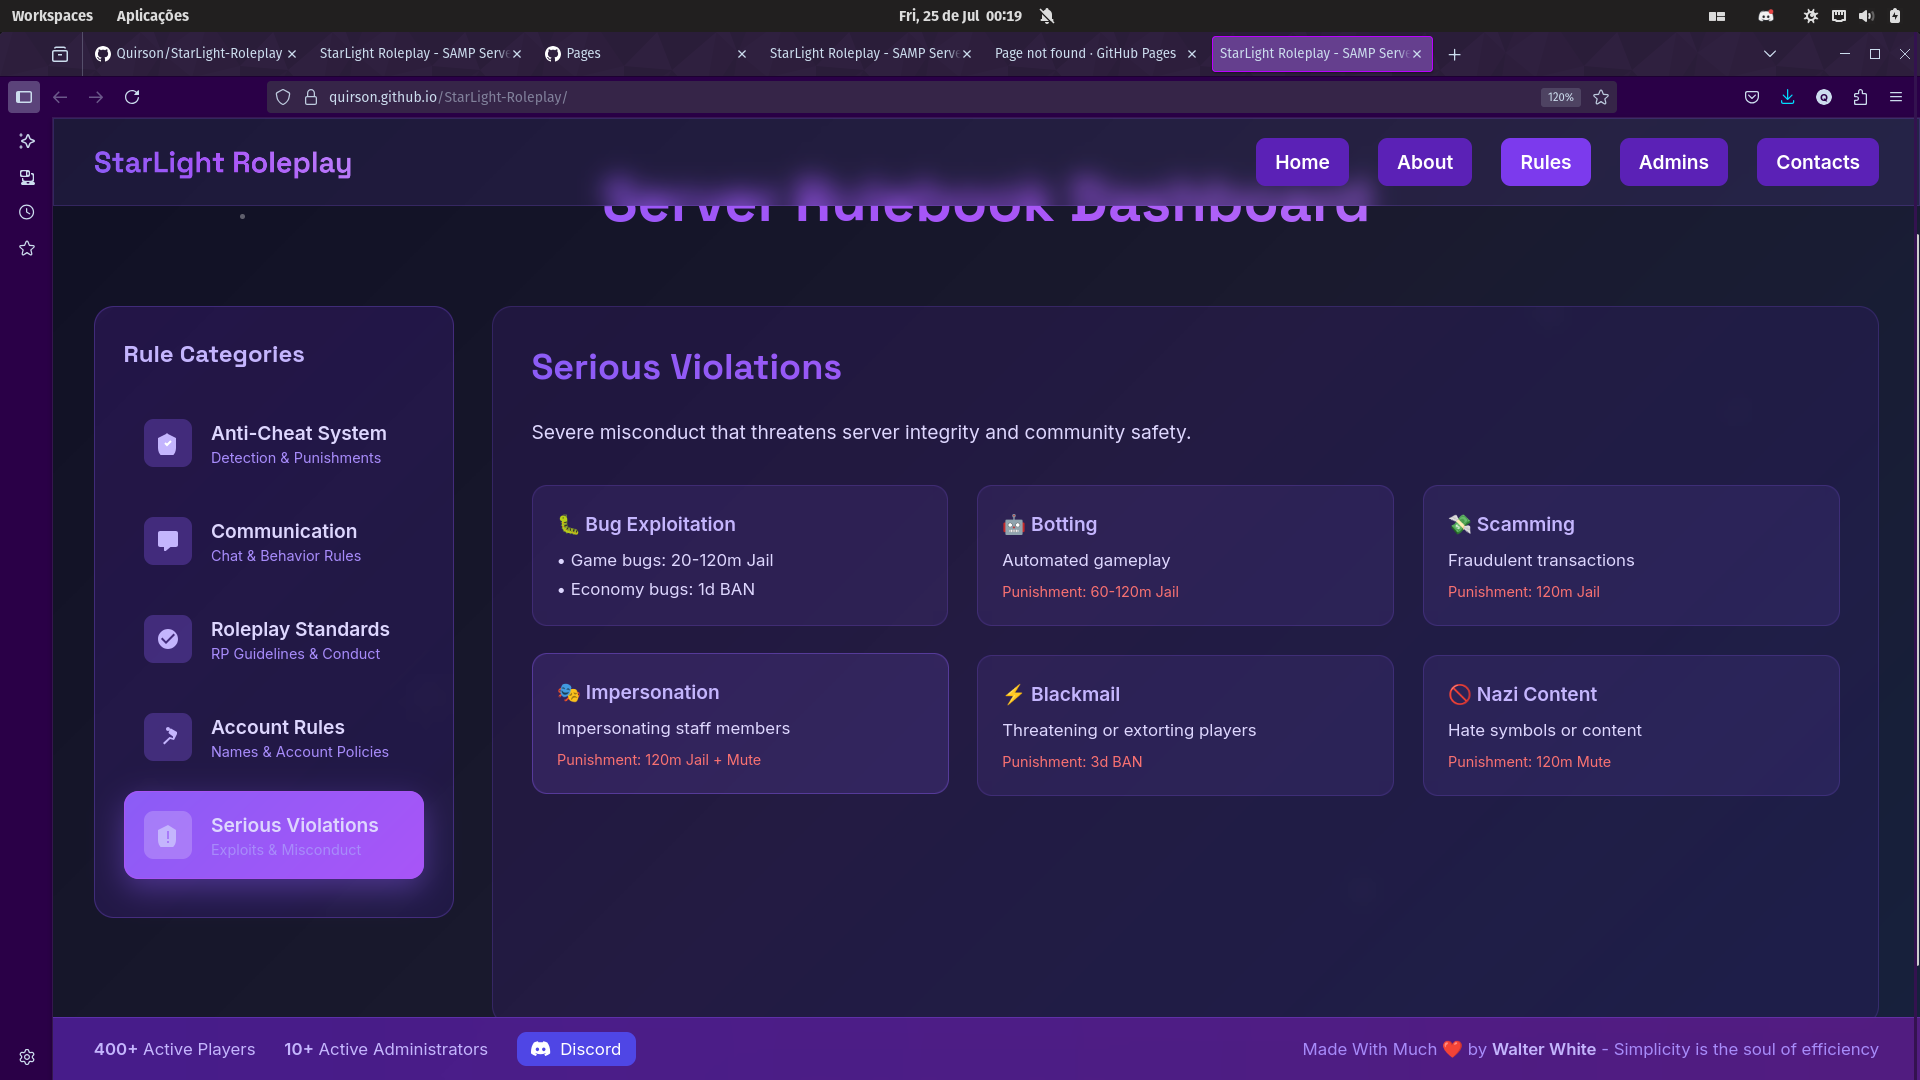 Workspaces Aplicações Fri, 25 de Jul 00:19
Quirson/StarLight-Roleplay StarLight Roleplay - SAMP Serve Pages StarLight Roleplay - SAMP Serve Page not found · GitHub Pages StarLight Roleplay - SAMP Serve
quirson.github.io/StarLight-Roleplay/ 120%
StarLight Roleplay Home About Rules Admins Contacts
Server Rulebook Dashboard
Rule Categories
Anti-Cheat System
Detection & Punishments
Communication
Chat & Behavior Rules
Roleplay Standards
RP Guidelines & Conduct
Account Rules
Names & Account Policies
Serious Violations
Exploits & Misconduct
Serious Violations
Severe misconduct that threatens server integrity and community safety.
🐛 Bug Exploitation
• Game bugs: 20-120m Jail
• Economy bugs: 1d BAN
🤖 Botting
Automated gameplay
Punishment: 60-120m Jail
💸 Scamming
Fraudulent transactions
Punishment: 120m Jail
🎭 Impersonation
Impersonating staff members
Punishment: 120m Jail + Mute
⚡ Blackmail
Threatening or extorting players
Punishment: 3d BAN
🚫 Nazi Content
Hate symbols or content
Punishment: 120m Mute
400+ Active Players 10+ Active Administrators Discord Made With Much ❤️ by Walter White - Simplicity is the soul of efficiency